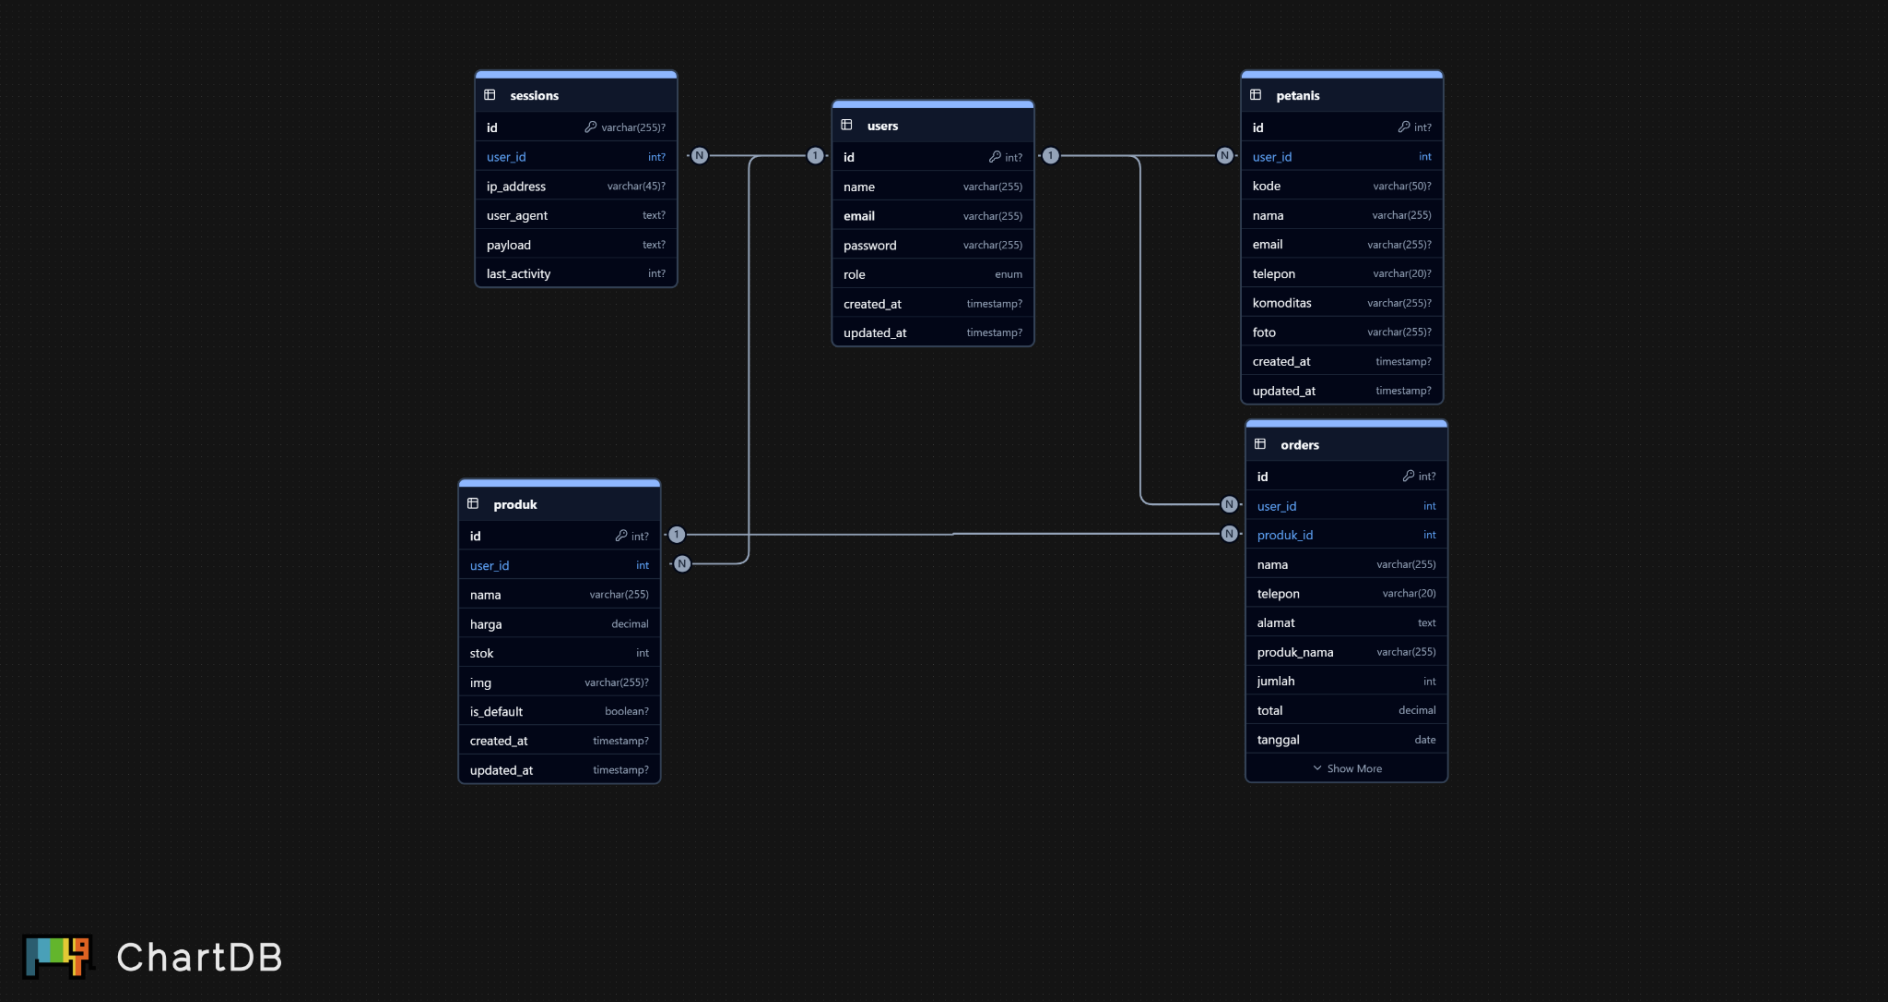 sessions
id varchar(255)?
user_id int?
ip_address varchar(45)?
user_agent text?
payload text?
last_activity int?
N
1
users
id int?
name varchar(255)
email varchar(255)
password varchar(255)
role enum
created_at timestamp?
updated_at timestamp?
1
N
petanis
id int?
user_id int
kode varchar(50)?
nama varchar(255)
email varchar(255)?
telepon varchar(20)?
komoditas varchar(255)?
foto varchar(255)?
created_at timestamp?
updated_at timestamp?
produk
id int?
user_id int
nama varchar(255)
harga decimal
stok int
img varchar(255)?
is_default boolean?
created_at timestamp?
updated_at timestamp?
1
N
N
N
orders
id int?
user_id int
produk_id int
nama varchar(255)
telepon varchar(20)
alamat text
produk_nama varchar(255)
jumlah int
total decimal
tanggal date
Show More
ChartDB